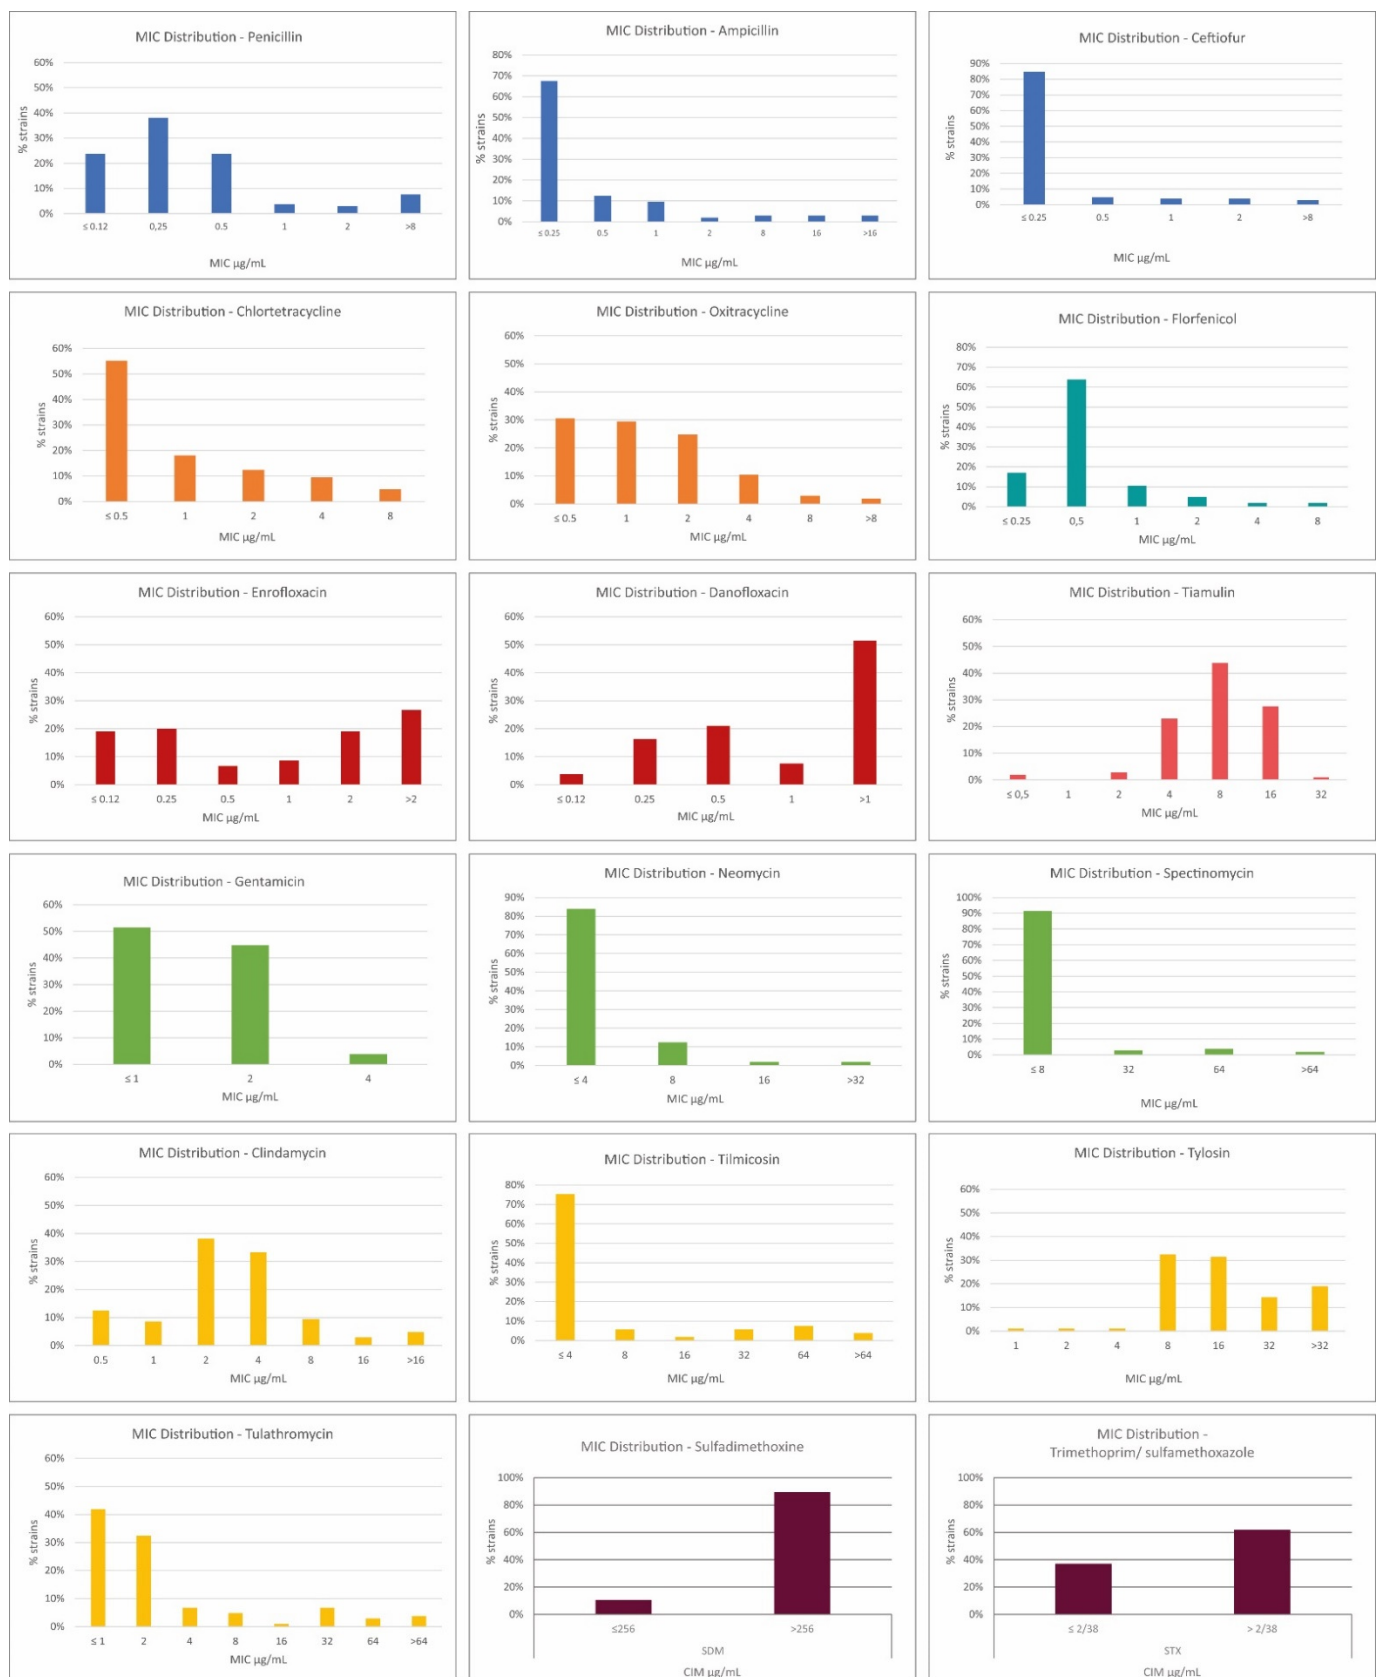 MIC Distribution - Penicillin
% strains
60%
50%
40%
30%
20%
10%
0%
≤ 0.12 0,25 0.5 1 2 >8
MIC µg/mL
MIC Distribution - Ampicillin
% strains
80%
70%
60%
50%
40%
30%
20%
10%
0%
≤ 0.25 0.5 1 2 8 16 >16
MIC µg/mL
MIC Distribution - Ceftiofur
% strains
90%
80%
70%
60%
50%
40%
30%
20%
10%
0%
≤ 0.25 0.5 1 2 >8
MIC µg/mL
MIC Distribution - Chlortetracycline
% strains
60%
50%
40%
30%
20%
10%
0%
≤ 0.5 1 2 4 8
MIC µg/mL
MIC Distribution - Oxitracycline
% strains
60%
50%
40%
30%
20%
10%
0%
≤ 0.5 1 2 4 8 >8
MIC µg/mL
MIC Distribution - Florfenicol
% strains
80%
70%
60%
50%
40%
30%
20%
10%
0%
≤ 0.25 0,5 1 2 4 8
MIC µg/mL
MIC Distribution - Enrofloxacin
% strains
60%
50%
40%
30%
20%
10%
0%
≤ 0.12 0.25 0.5 1 2 >2
MIC µg/mL
MIC Distribution - Danofloxacin
% strains
60%
50%
40%
30%
20%
10%
0%
≤ 0.12 0.25 0.5 1 >1
MIC µg/mL
MIC Distribution - Tiamulin
% strains
60%
50%
40%
30%
20%
10%
0%
≤ 0,5 1 2 4 8 16 32
MIC µg/mL
MIC Distribution - Gentamicin
% strains
60%
50%
40%
30%
20%
10%
0%
≤ 1 2 4
MIC µg/mL
MIC Distribution - Neomycin
% strains
90%
80%
70%
60%
50%
40%
30%
20%
10%
0%
≤ 4 8 16 >32
MIC µg/mL
MIC Distribution - Spectinomycin
% strains
100%
90%
80%
70%
60%
50%
40%
30%
20%
10%
0%
≤ 8 32 64 >64
MIC µg/mL
MIC Distribution - Clindamycin
% strains
60%
50%
40%
30%
20%
10%
0%
0.5 1 2 4 8 16 >16
MIC µg/mL
MIC Distribution - Tilmicosin
% strains
80%
70%
60%
50%
40%
30%
20%
10%
0%
≤ 4 8 16 32 64 >64
MIC µg/mL
MIC Distribution - Tylosin
% strains
60%
50%
40%
30%
20%
10%
0%
1 2 4 8 16 32 >32
MIC µg/mL
MIC Distribution - Tulathromycin
% strains
60%
50%
40%
30%
20%
10%
0%
≤ 1 2 4 8 16 32 64 >64
MIC µg/mL
MIC Distribution - Sulfadimethoxine
% strains
100%
80%
60%
40%
20%
0%
≤256 >256
SDM
CIM µg/mL
MIC Distribution -
Trimethoprim/ sulfamethoxazole
% strains
100%
80%
60%
40%
20%
0%
≤ 2/38 > 2/38
STX
CIM µg/mL